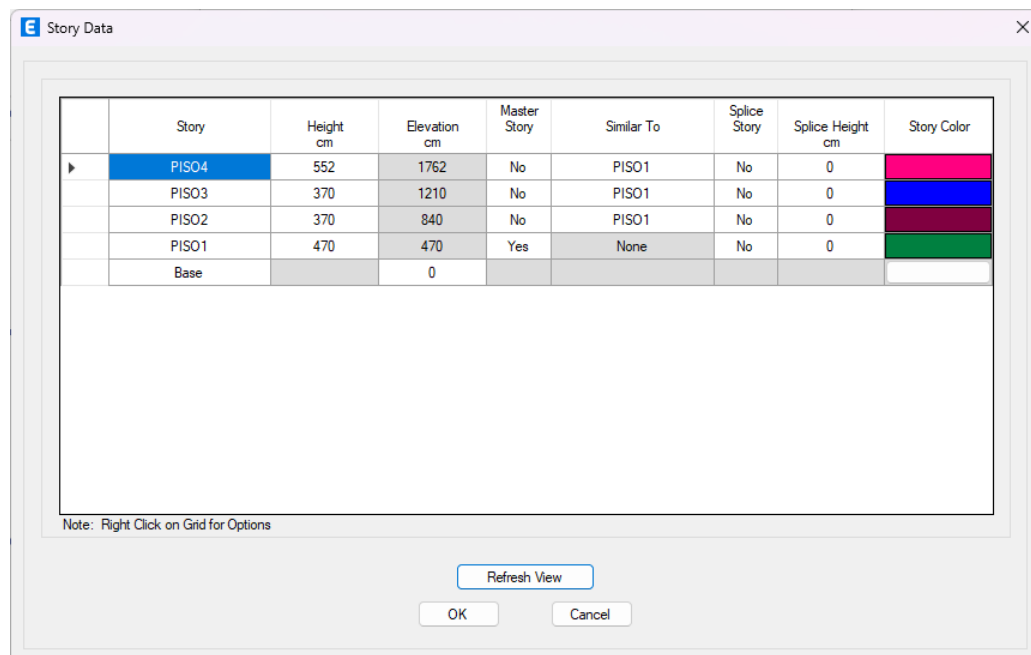 E Story Data
Story Height cm Elevation cm Master Story Similar To Splice Story Splice Height cm Story Color
PISO4 552 1762 No PISO1 No 0
PISO3 370 1210 No PISO1 No 0
PISO2 370 840 No PISO1 No 0
PISO1 470 470 Yes None No 0
Base 0
Note: Right Click on Grid for Options
Refresh View
OK Cancel